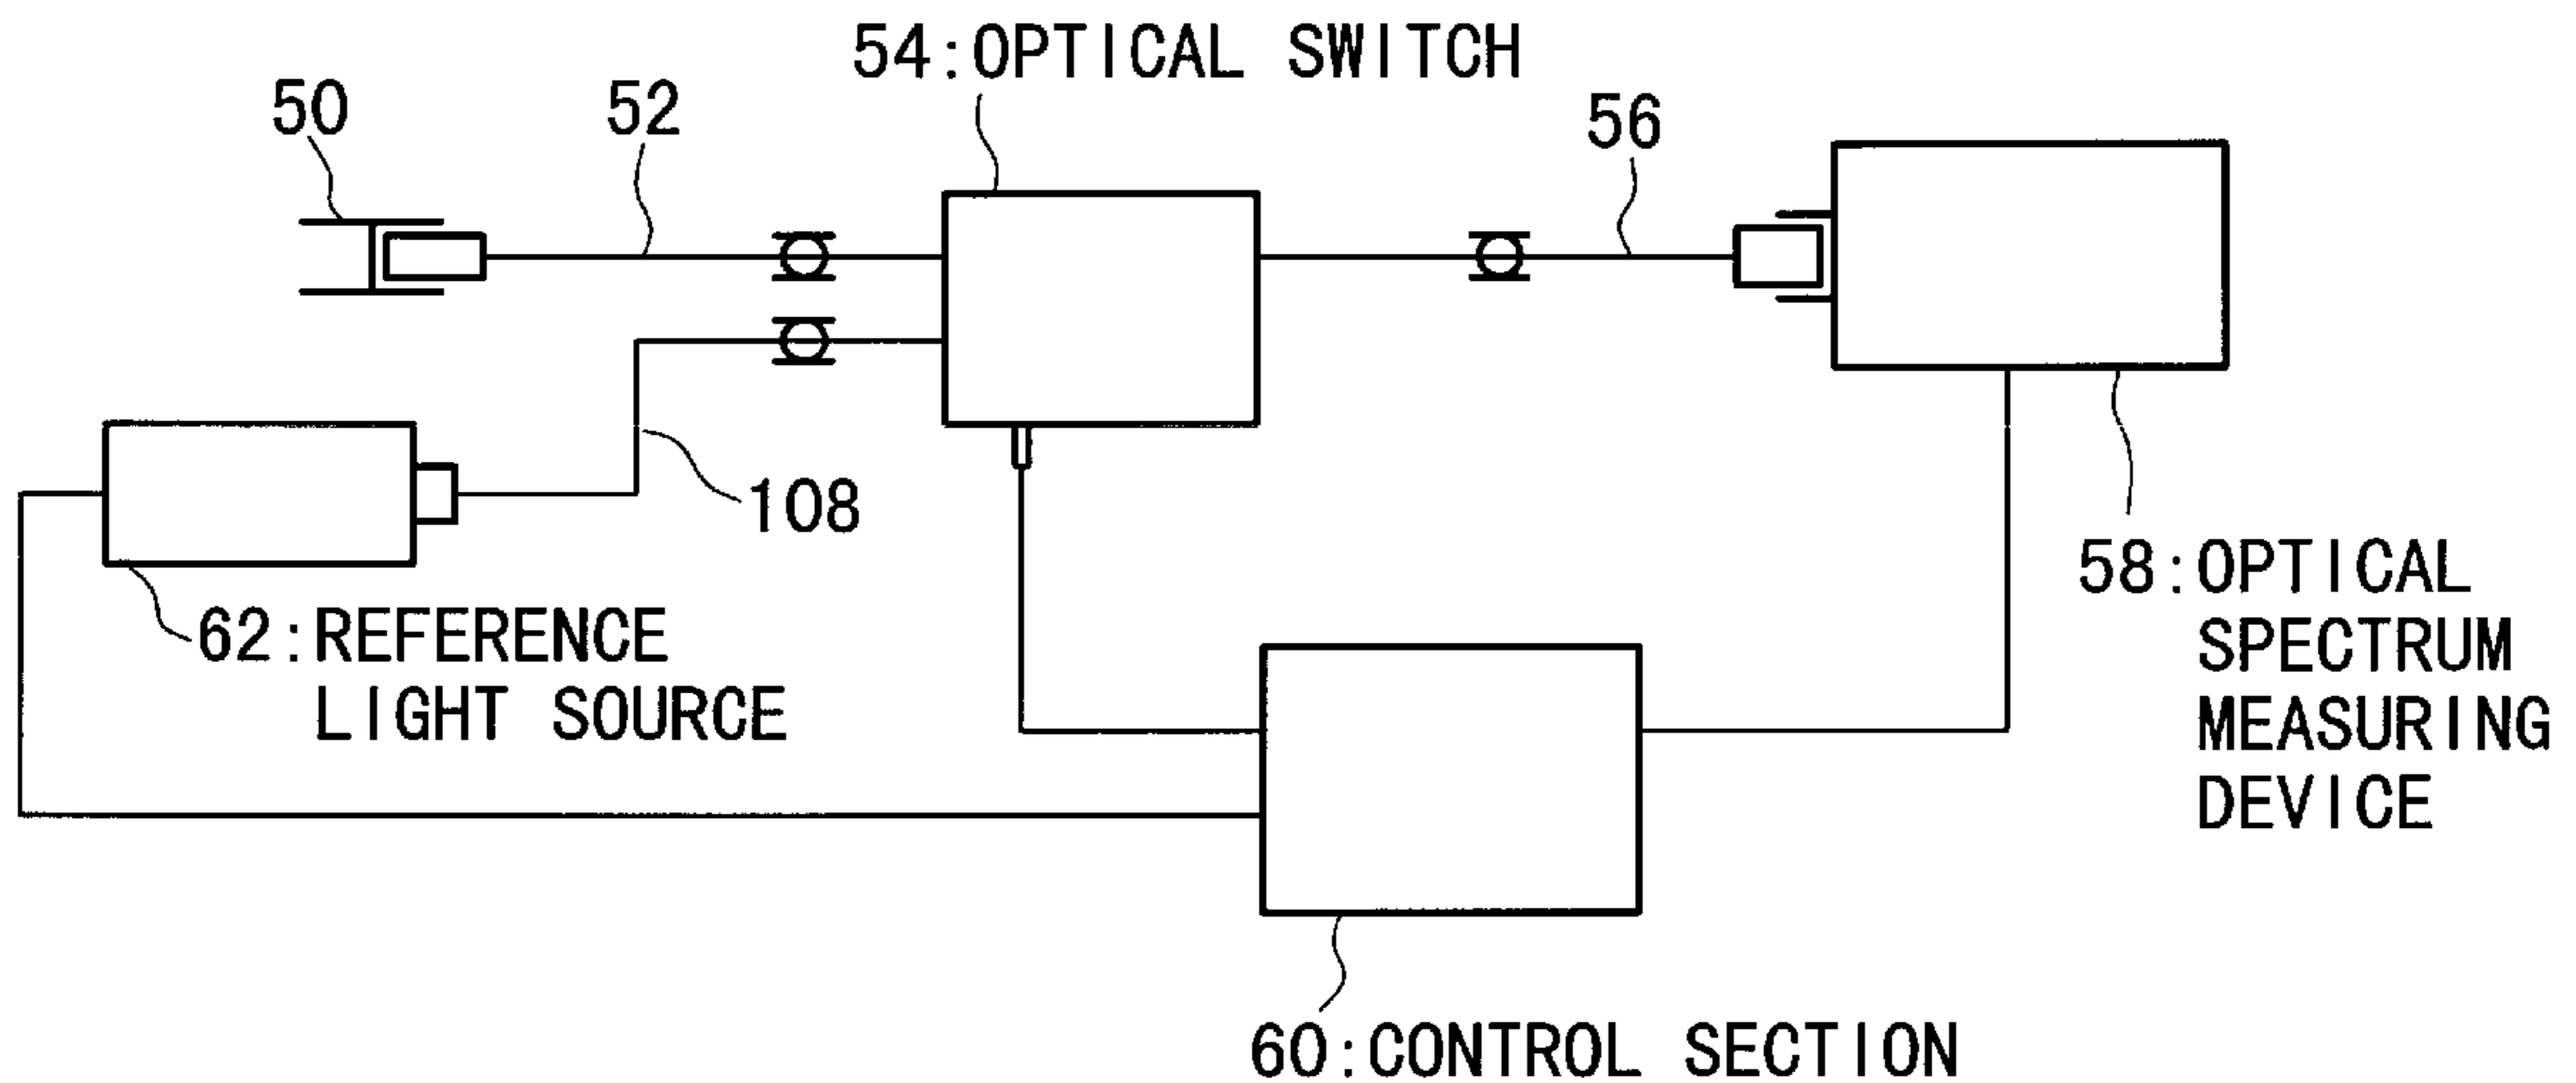 54:OPTICAL SWITCH
50
52
56
108
58:OPTICAL
SPECTRUM
MEASURING
DEVICE
62:REFERENCE
LIGHT SOURCE
60:CONTROL SECTION